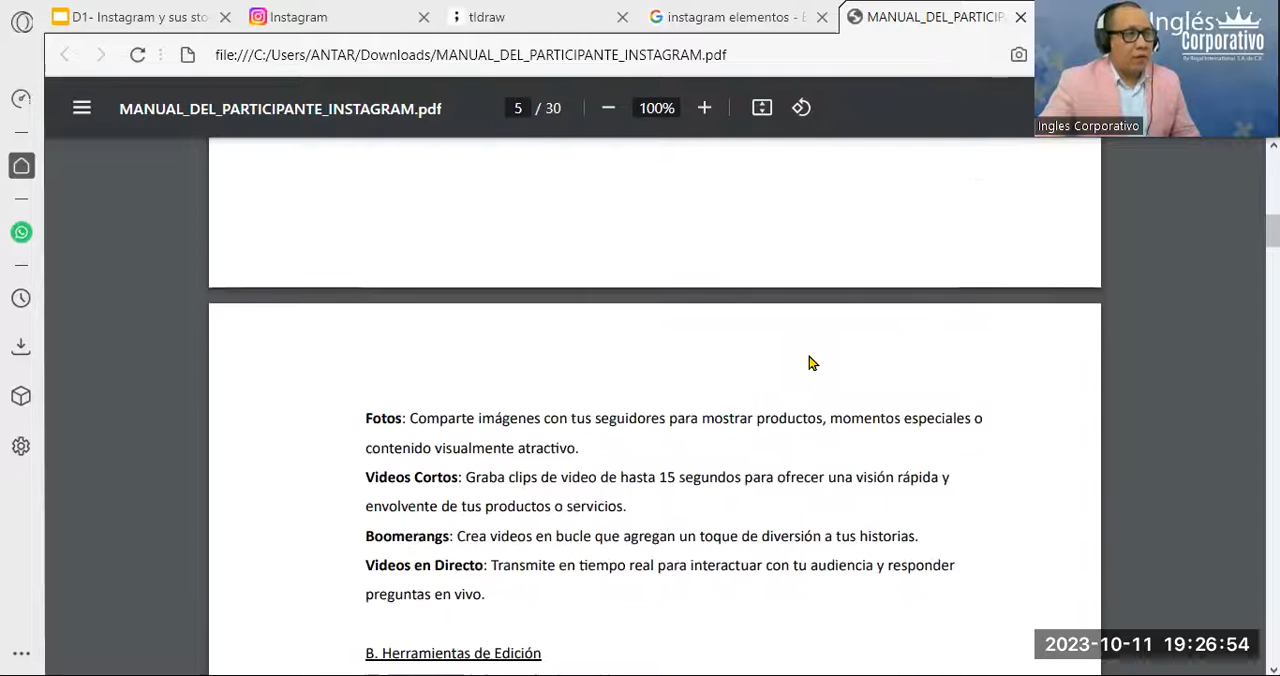 D1- Instagram y sus sto
Instagram
tldraw
instagram elementos - E
MANUAL_DEL_PARTICIP
file:///C:/Users/ANTAR/Downloads/MANUAL_DEL_PARTICIPANTE_INSTAGRAM.pdf
Inglés
Corporativo
By Regal International, S.A. de C.V.
MANUAL_DEL_PARTICIPANTE_INSTAGRAM.pdf
5 / 30
100%
Ingles Corporativo
Fotos: Comparte imágenes con tus seguidores para mostrar productos, momentos especiales o
contenido visualmente atractivo.
Videos Cortos: Graba clips de video de hasta 15 segundos para ofrecer una visión rápida y
envolvente de tus productos o servicios.
Boomerangs: Crea videos en bucle que agregan un toque de diversión a tus historias.
Videos en Directo: Transmite en tiempo real para interactuar con tu audiencia y responder
preguntas en vivo.
B. Herramientas de Edición
2023-10-11 19:26:54